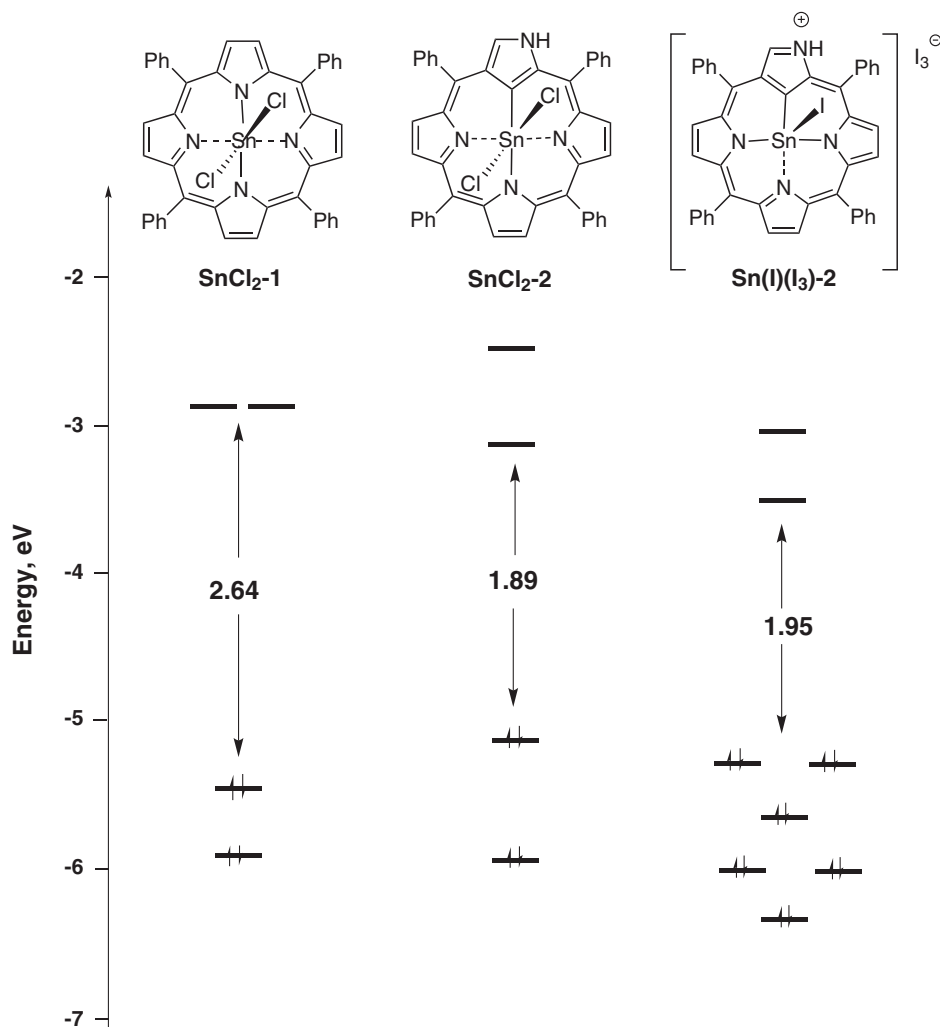 Ph
Ph
N
Cl
N
Sn
N
Cl
N
Ph
Ph
SnCl₂-1
NH
Ph
Ph
Cl
N
Sn
N
Cl
N
Ph
Ph
SnCl₂-2
⊕
NH
Ph
Ph
I
N
Sn
N
N
Ph
Ph
I₃
⊖
Sn(I)(I₃)-2
Energy, eV
-2
-3
-4
-5
-6
-7
2.64
1.89
1.95